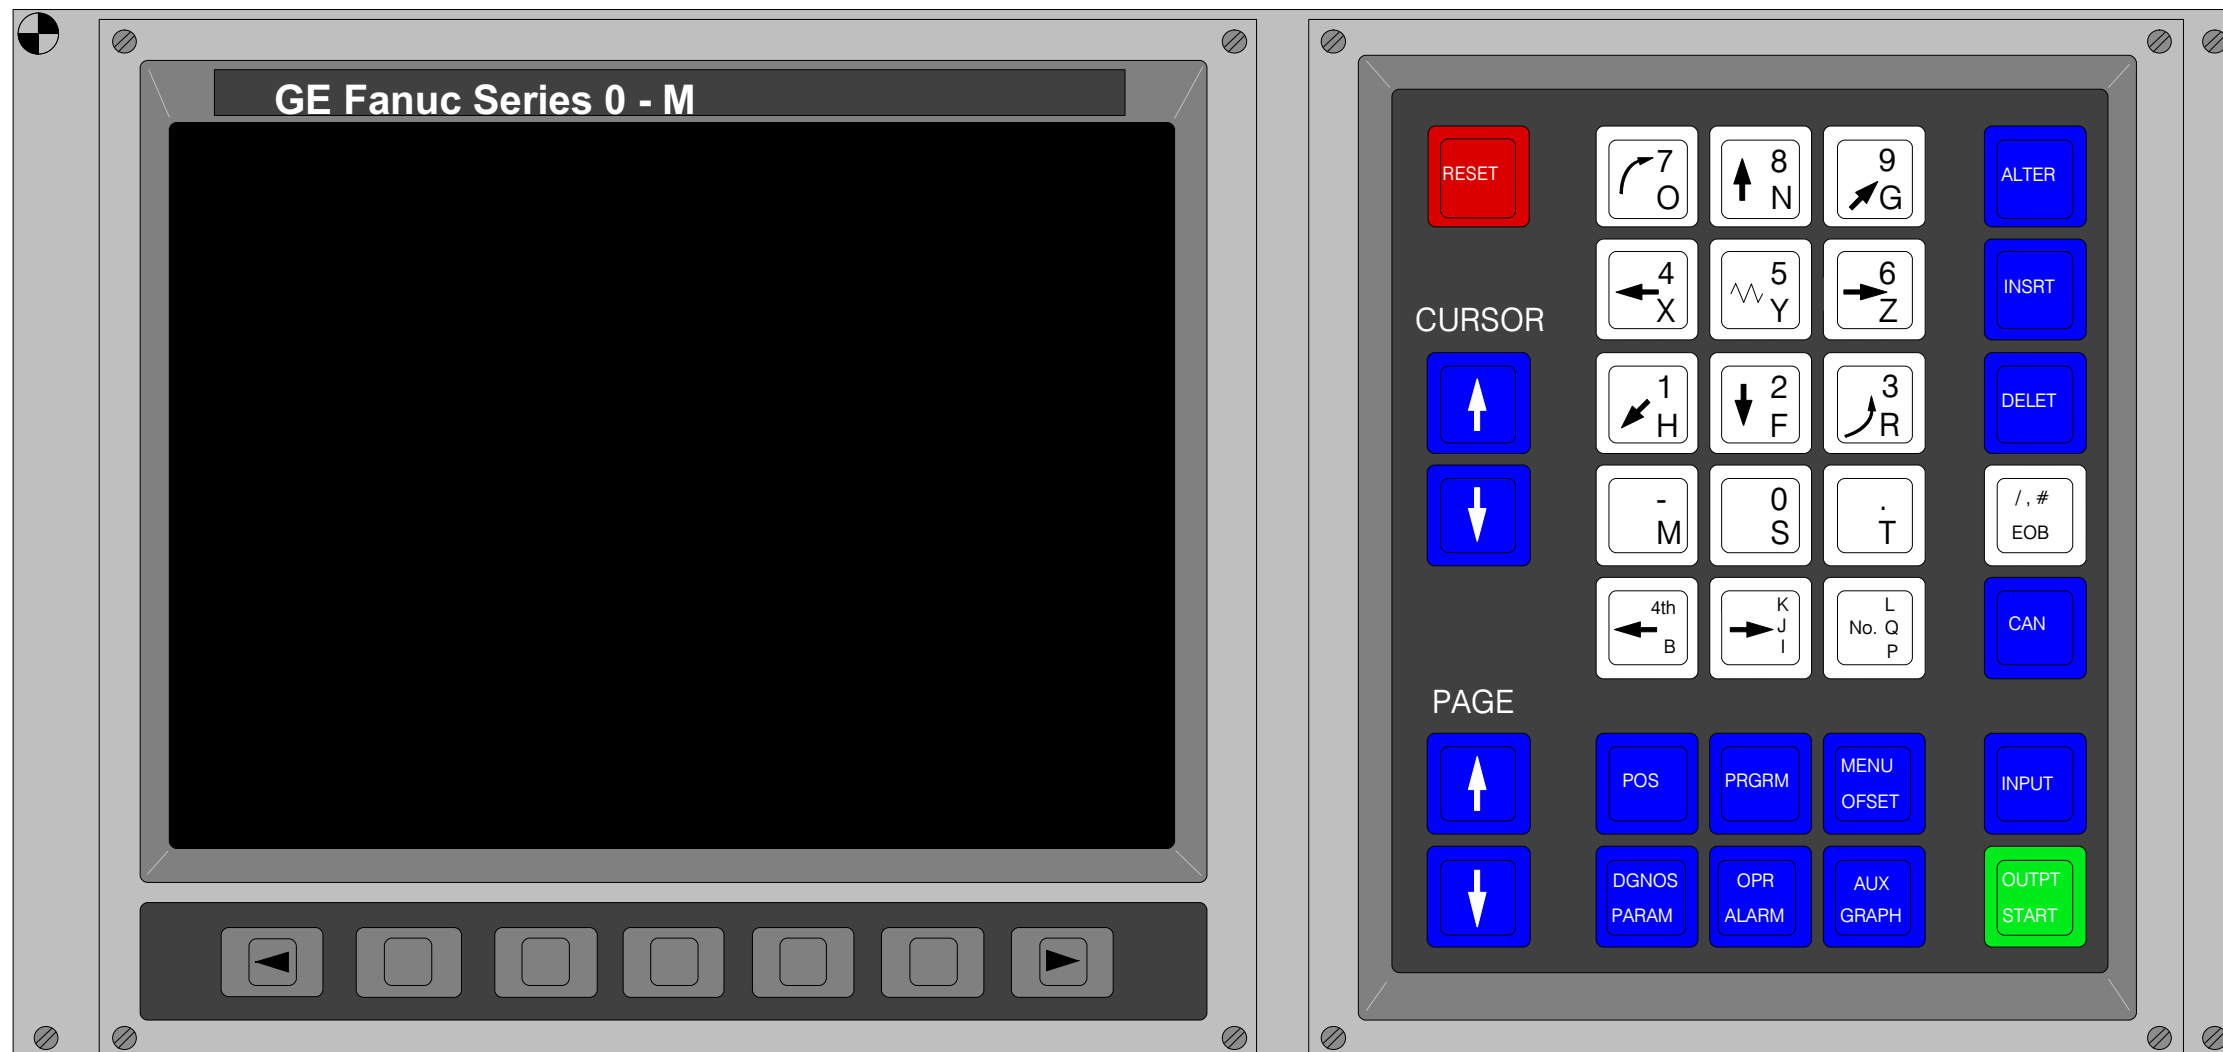 GE Fanuc Series 0 - M
RESET
7
O
8
N
9
G
ALTER
4
X
5
Y
6
Z
INSRT
CURSOR
1
H
2
F
3
R
DELET
-
M
0
S
.
T
/ , #
EOB
4th
B
K
J
I
L
No. Q
P
CAN
PAGE
POS
PRGRM
MENU
OFSET
INPUT
DGNOS
PARAM
OPR
ALARM
AUX
GRAPH
OUTPT
START